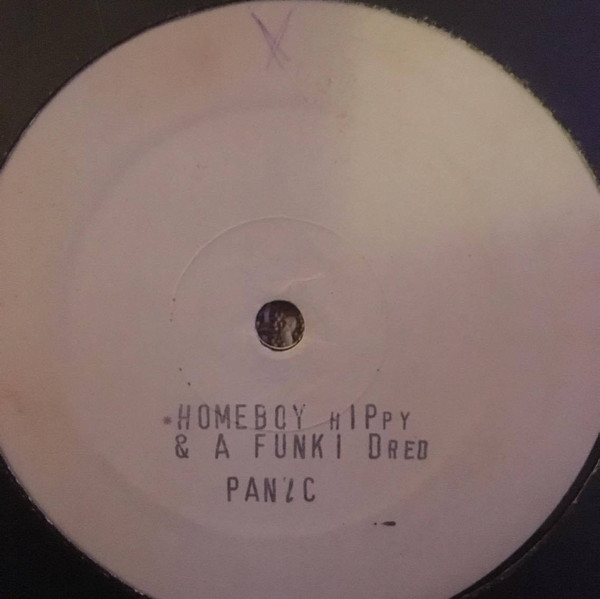 X
HOMEBOY HIPPY
& A FUNKI DRED
PANIC